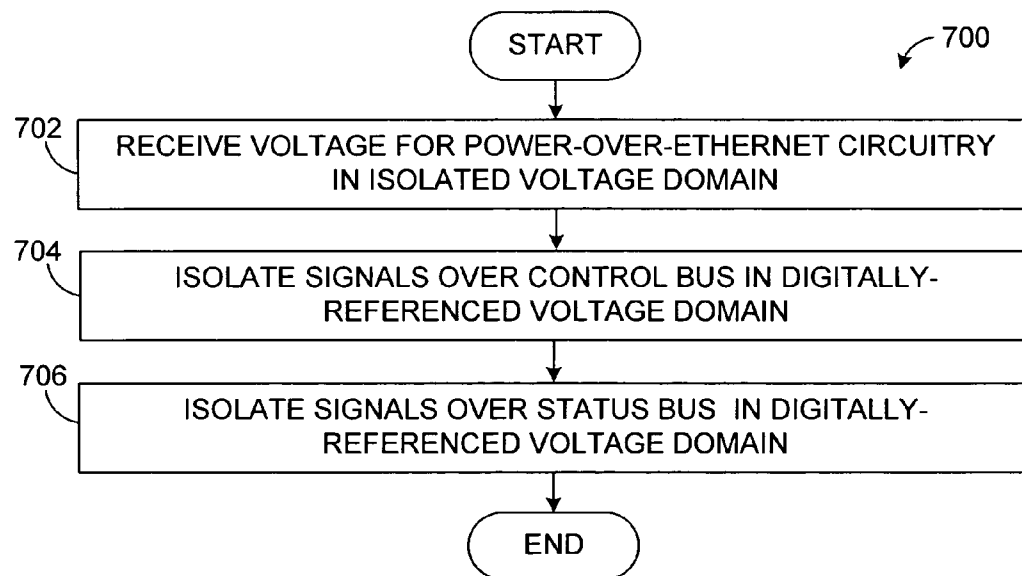 START
700
702
RECEIVE VOLTAGE FOR POWER-OVER-ETHERNET CIRCUITRY
IN ISOLATED VOLTAGE DOMAIN
704
ISOLATE SIGNALS OVER CONTROL BUS IN DIGITALLY-
REFERENCED VOLTAGE DOMAIN
706
ISOLATE SIGNALS OVER STATUS BUS IN DIGITALLY-
REFERENCED VOLTAGE DOMAIN
END